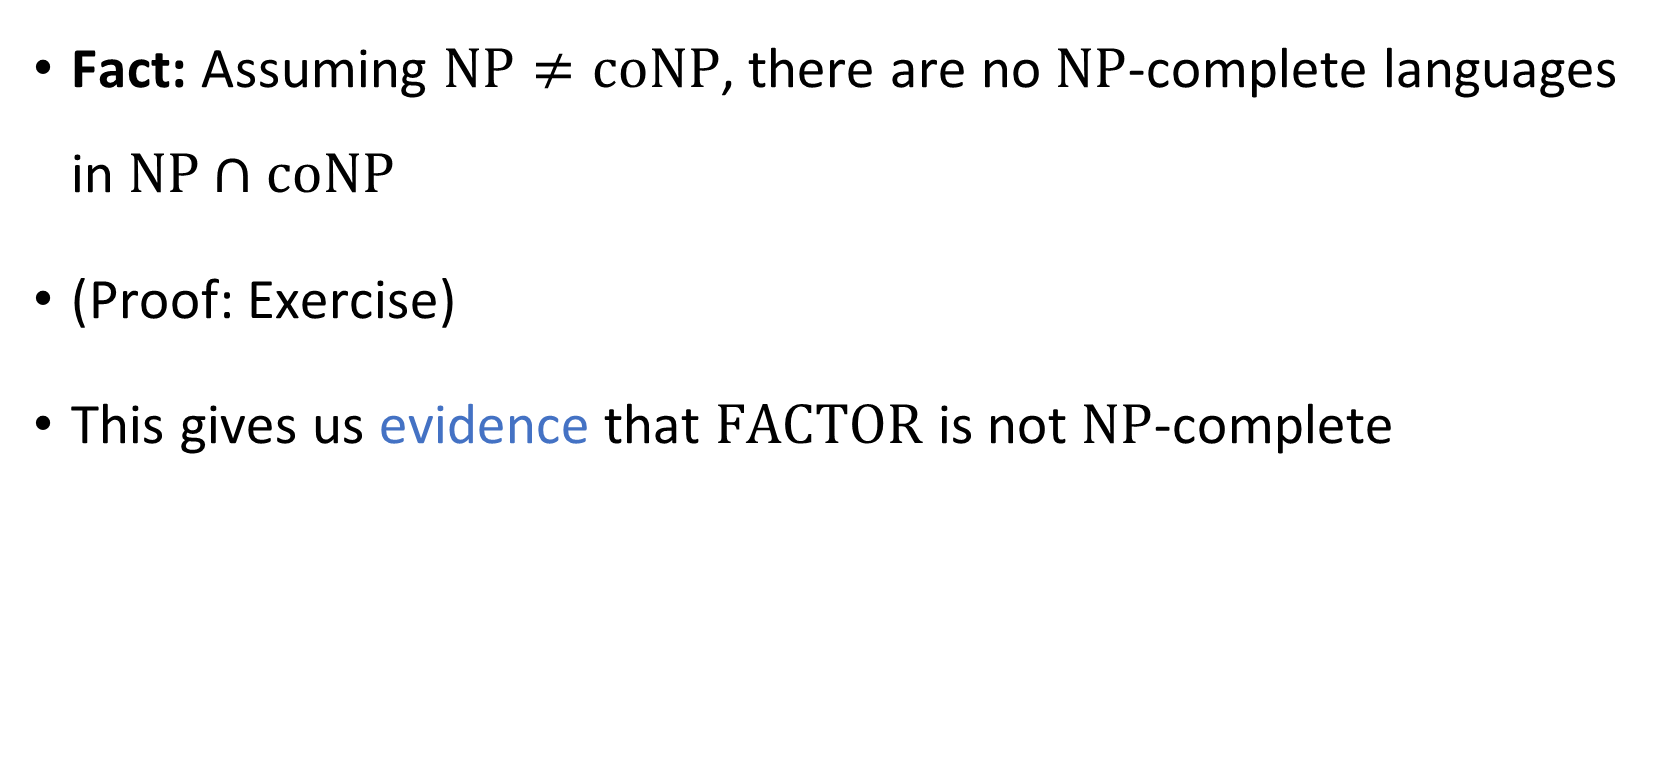 • Fact: Assuming NP ≠ coNP, there are no NP-complete languages
in NP ∩ coNP
• (Proof: Exercise)
• This gives us evidence that FACTOR is not NP-complete